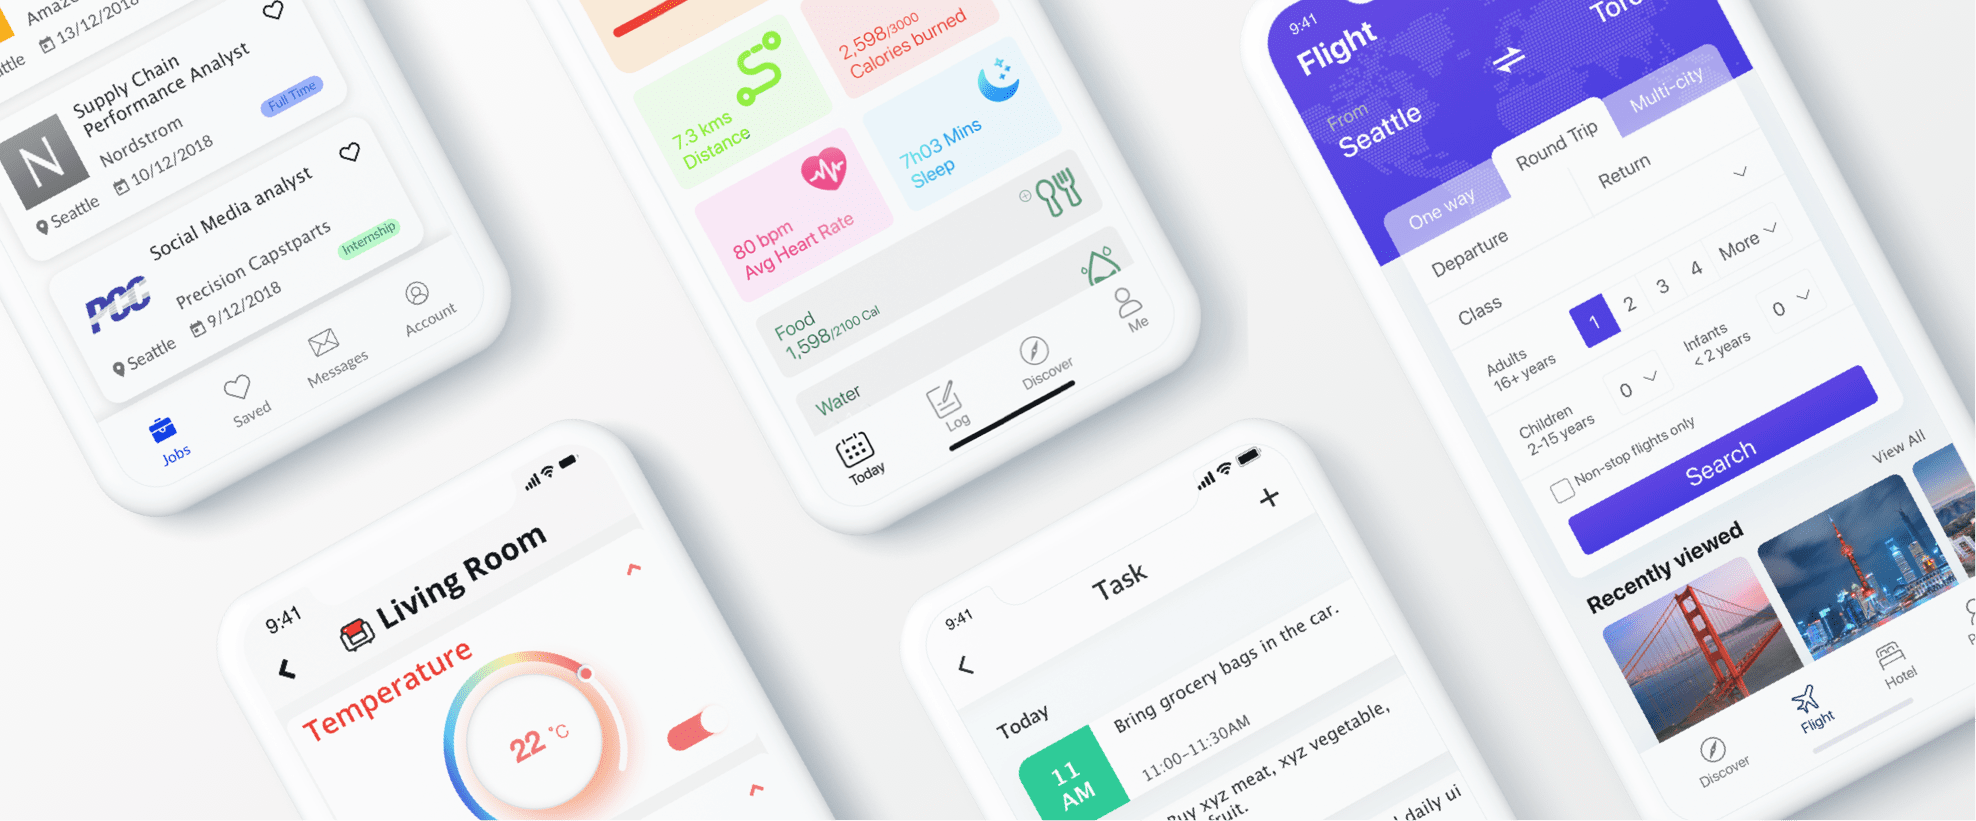 Amazo
13/12/2018
Supply Chain
Performance Analyst
Nordstrom
Full Time
N
Seattle
10/12/2018
Social Media analyst
PCC
Precision Capstparts
Internship
9/12/2018
Seattle
Jobs
Saved
Messages
Account
2,598/3000
Calories burned
7.3 kms
Distance
7h03 Mins
Sleep
80 bpm
Avg Heart Rate
Food
1,598/2100 Cal
Water
Today
Log
Discover
Me
9:41
Flight
From
Seattle
One way
Round Trip
Multi-city
Departure
Return
Class
Adults
16+ years
1
2
3
4
More
Children
2-15 years
0
Infants
< 2 years
0
Non-stop flights only
Search
Recently viewed
View All
Discover
Flight
Hotel
9:41
Living Room
Temperature
22 °C
9:41
Task
Today
11
AM
Bring grocery bags in the car.
11:00-11:30AM
Buy xyz meat, xyz vegetable,
fruit.
daily ui